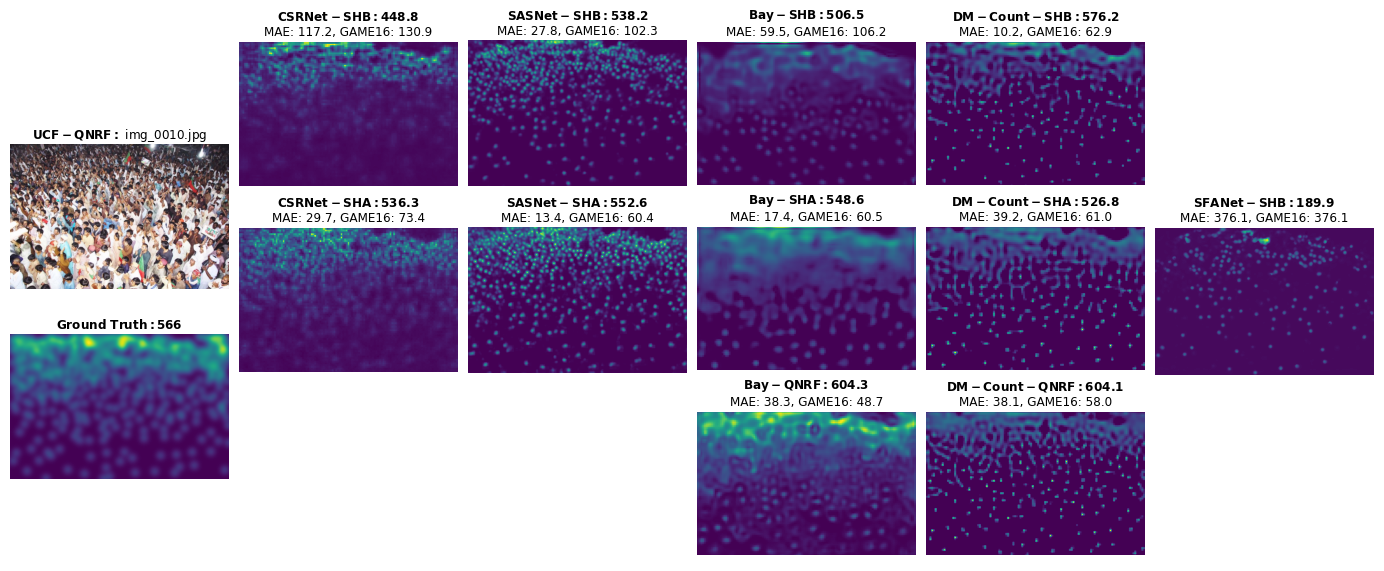 UCF − QNRF : img_0010.jpg
Ground Truth : 566
CSRNet − SHB : 448.8
MAE: 117.2, GAME16: 130.9
SASNet − SHB : 538.2
MAE: 27.8, GAME16: 102.3
Bay − SHB : 506.5
MAE: 59.5, GAME16: 106.2
DM − Count − SHB : 576.2
MAE: 10.2, GAME16: 62.9
CSRNet − SHA : 536.3
MAE: 29.7, GAME16: 73.4
SASNet − SHA : 552.6
MAE: 13.4, GAME16: 60.4
Bay − SHA : 548.6
MAE: 17.4, GAME16: 60.5
DM − Count − SHA : 526.8
MAE: 39.2, GAME16: 61.0
SFANet − SHB : 189.9
MAE: 376.1, GAME16: 376.1
Bay − QNRF : 604.3
MAE: 38.3, GAME16: 48.7
DM − Count − QNRF : 604.1
MAE: 38.1, GAME16: 58.0